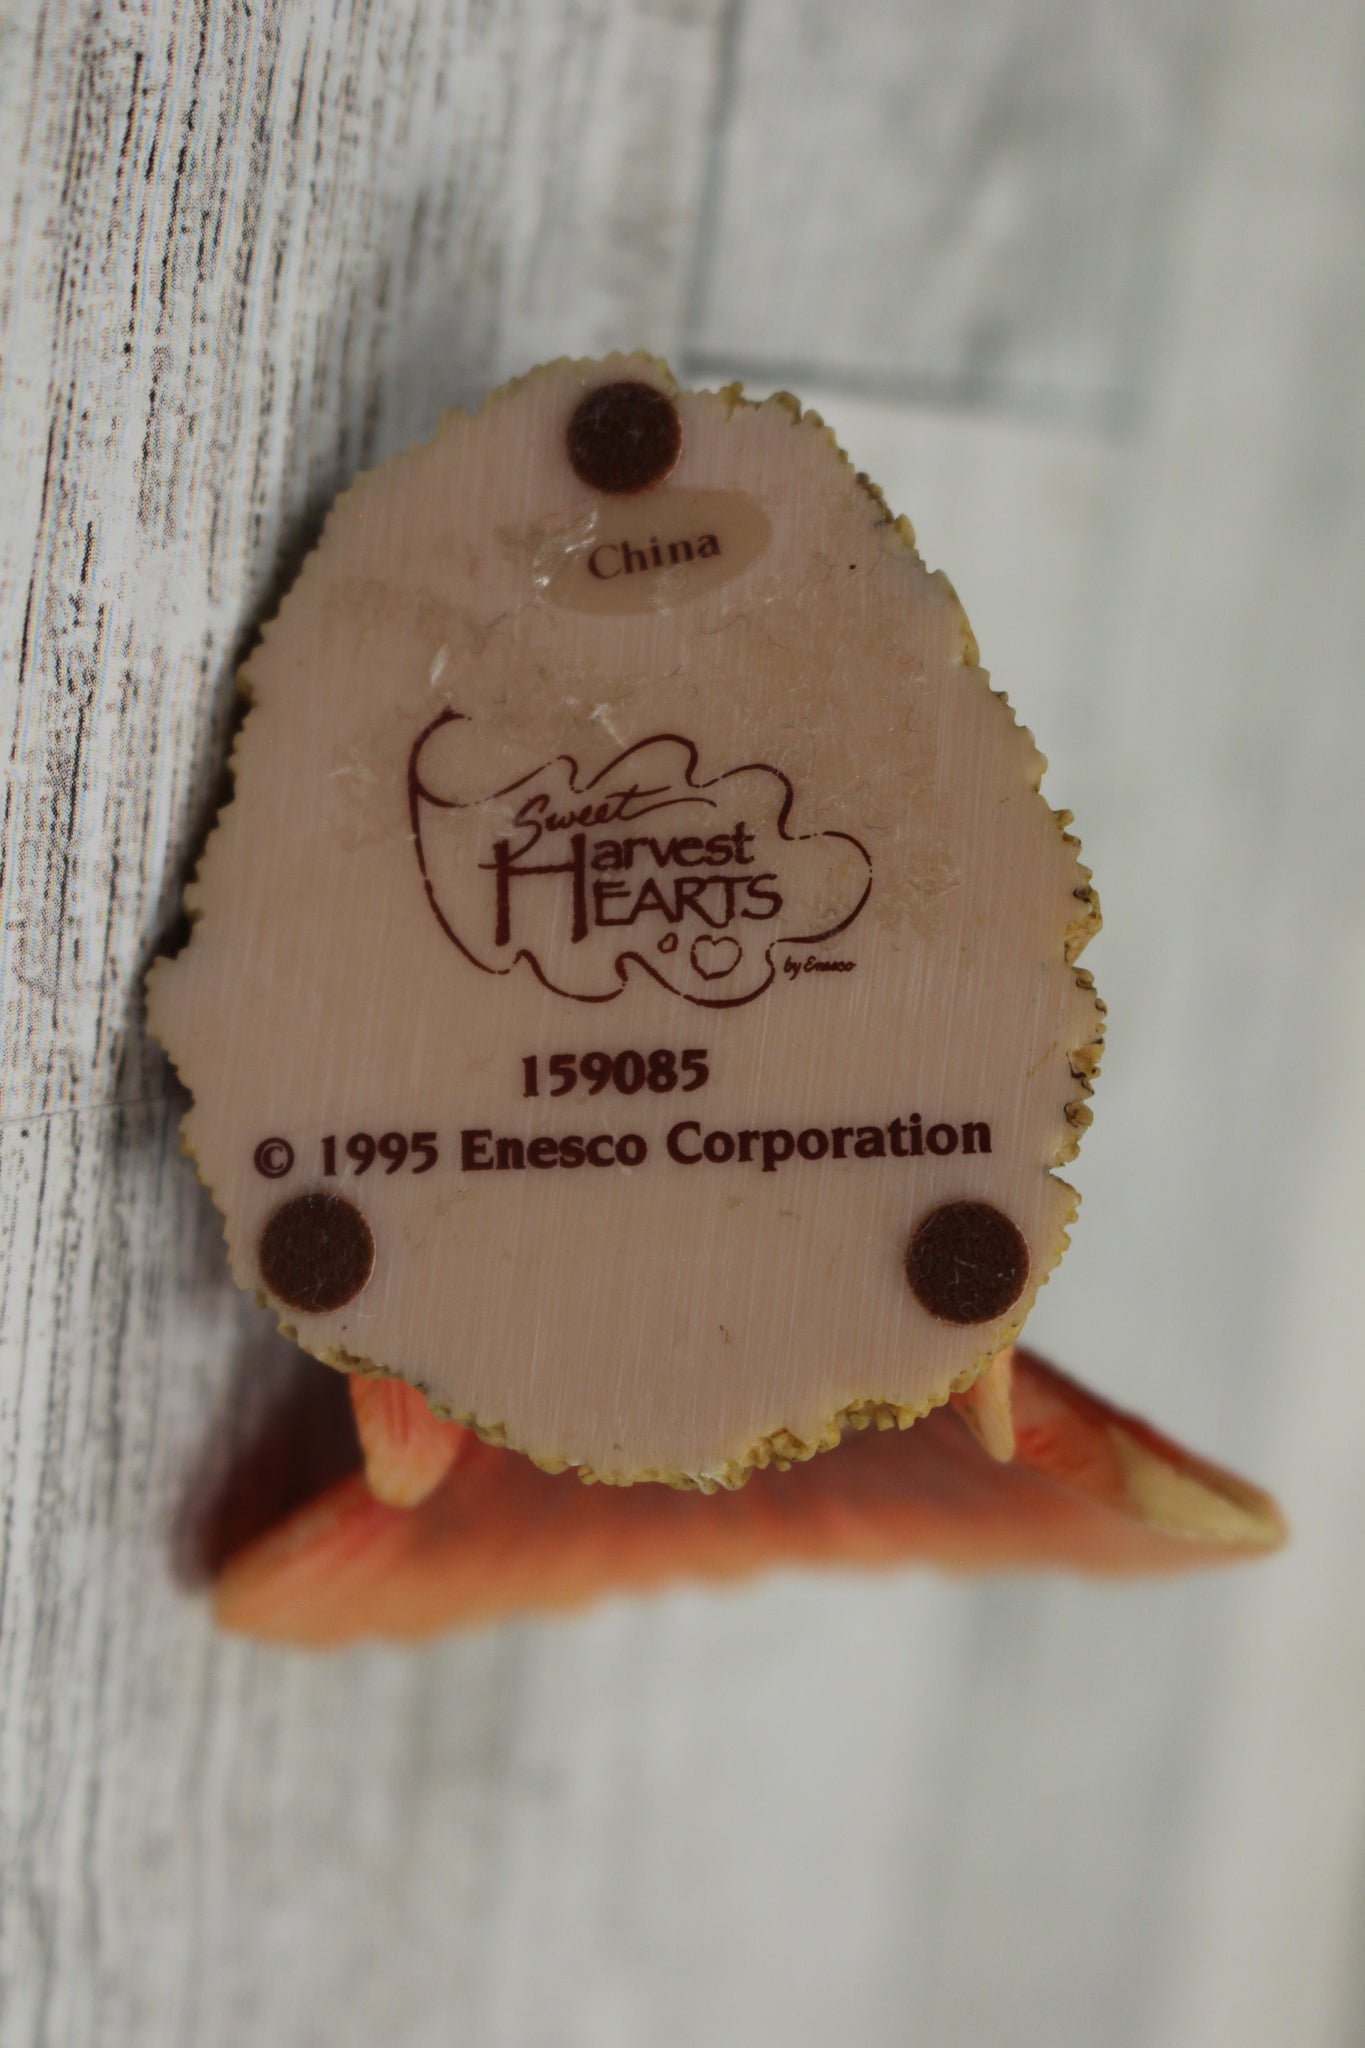 China
Sweet
Harvest
HEARTS
by Enesco
159085
© 1995 Enesco Corporation